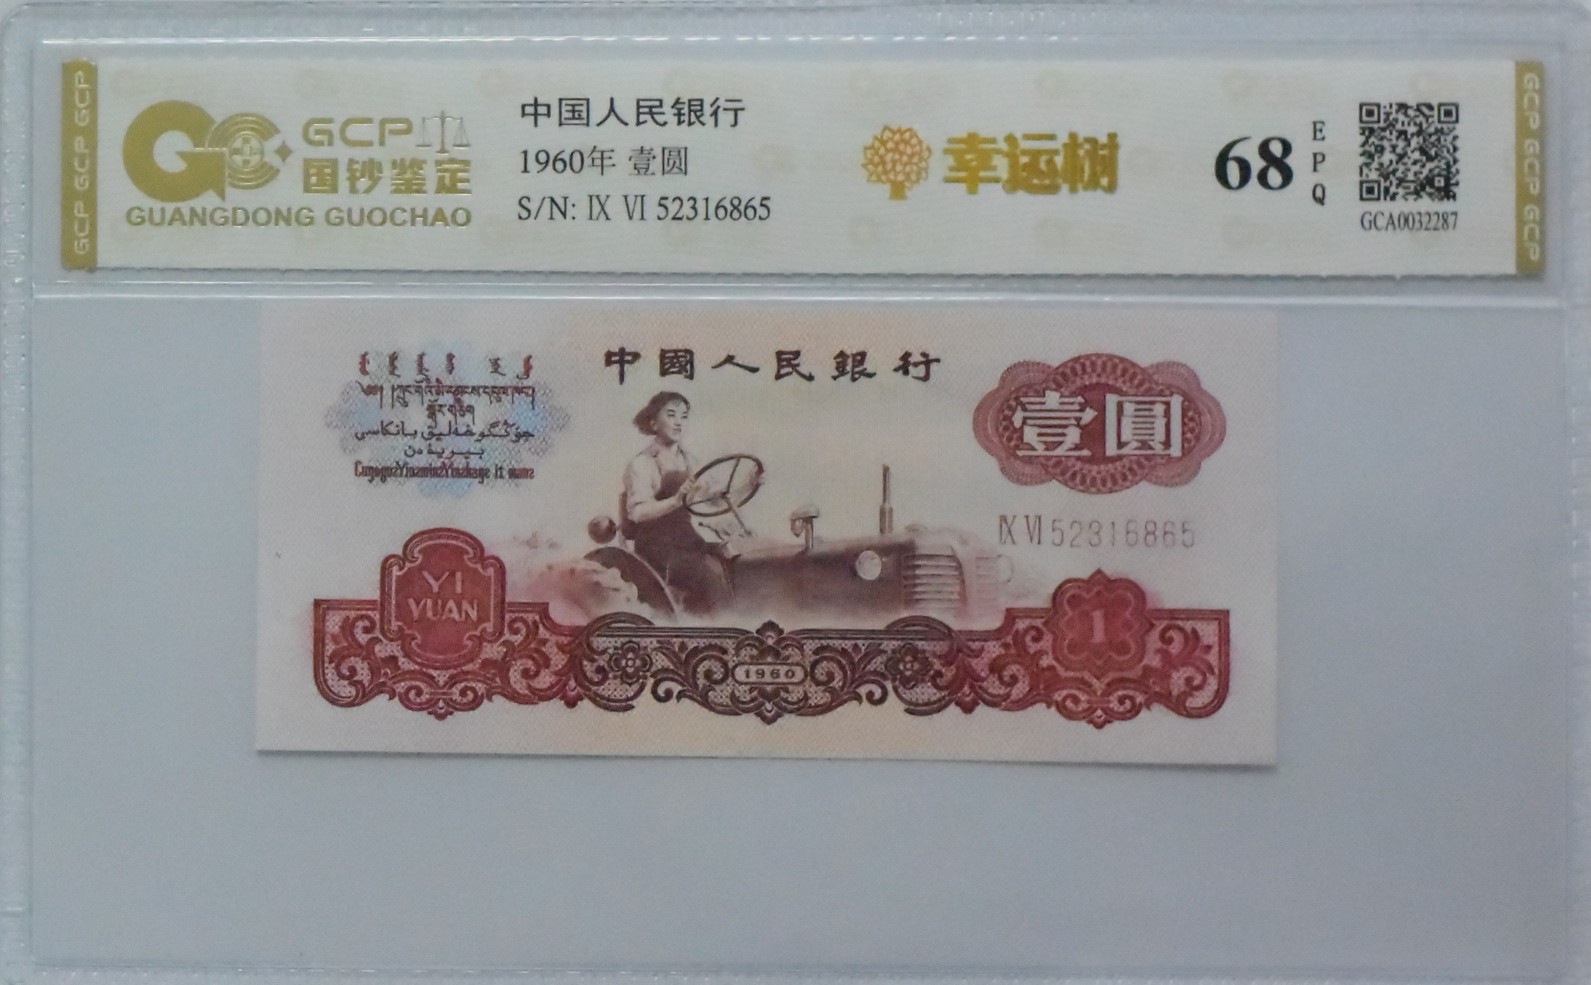 GCP GCP GCP
GCP
国钞鉴定
GUANGDONG GUOCHAO
中国人民银行
1960年 壹圆
S/N: IX VI 52316865
幸运树
68
EPQ
GCA0032287
GCP GCP GCP
中國人民銀行
壹圓
IX VI 52316865
YI
YUAN
1960
1